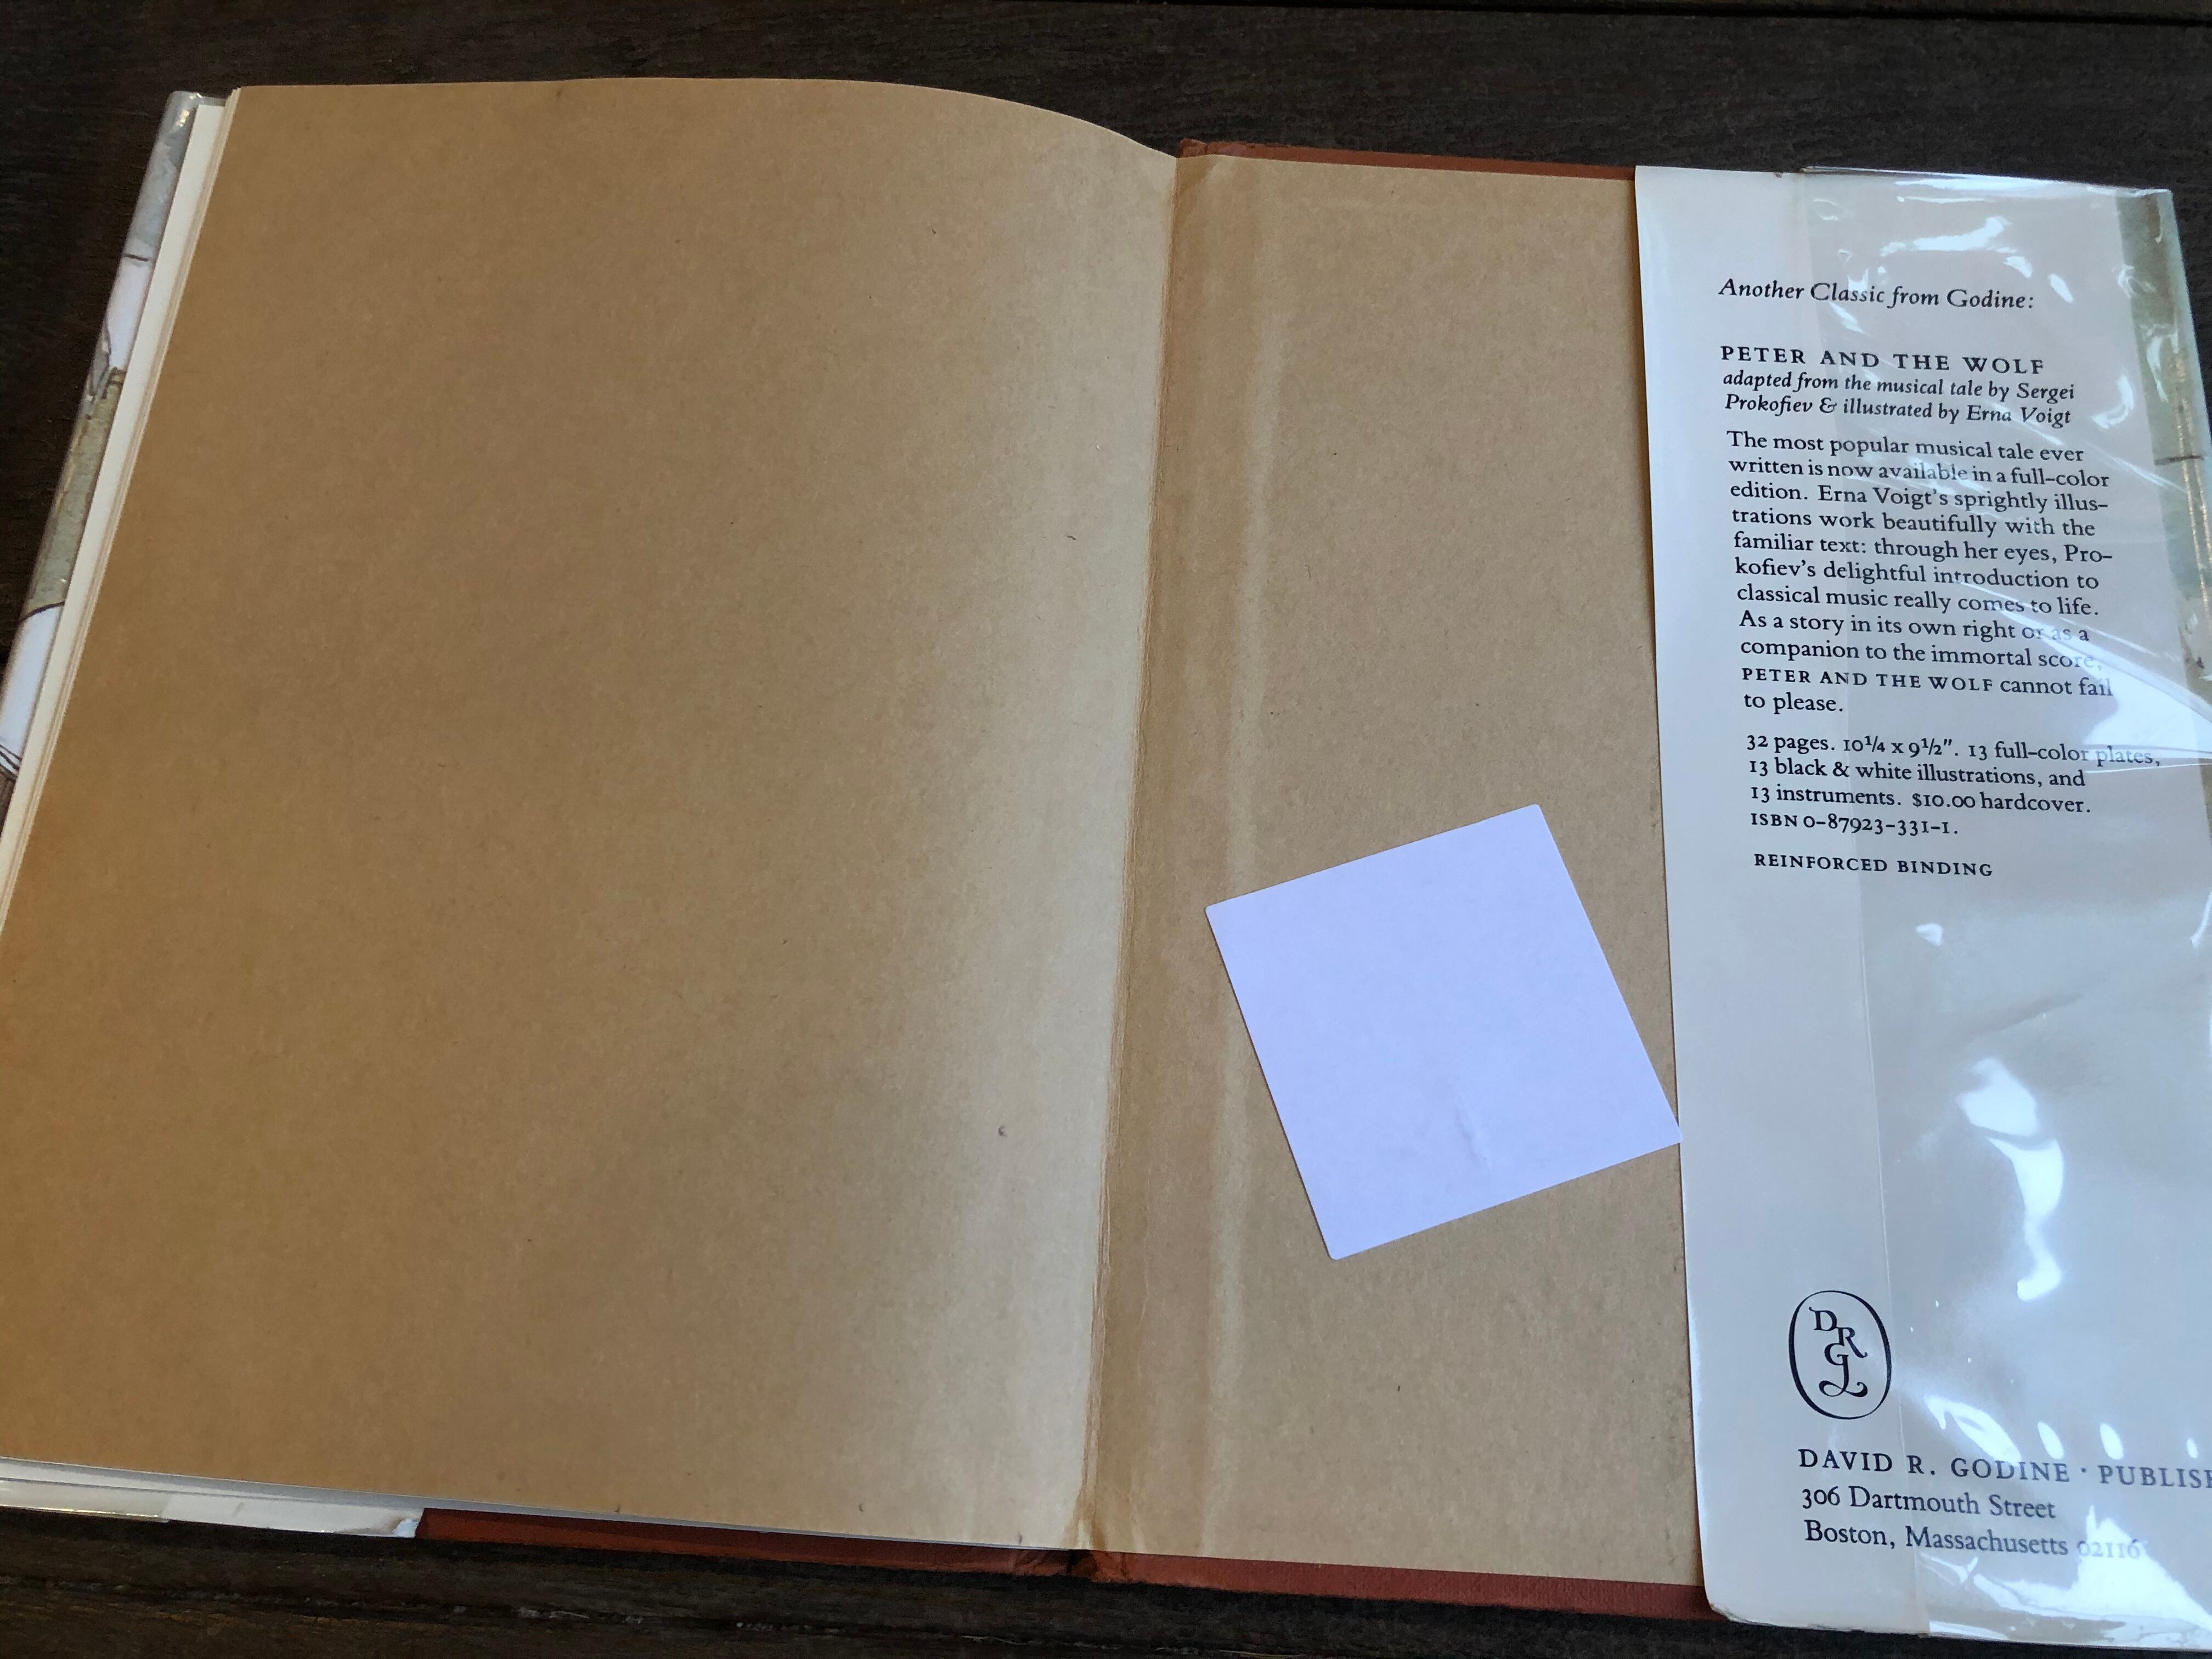 Another Classic from Godine:
PETER AND THE WOLF
adapted from the musical tale by Sergei
Prokofiev & illustrated by Erna Voigt
The most popular musical tale ever
written is now available in a full-color
edition. Erna Voigt's sprightly illus-
trations work beautifully with the
familiar text: through her eyes, Pro-
kofiev's delightful introduction to
classical music really comes to life.
As a story in its own right or as a
companion to the immortal score,
PETER AND THE WOLF cannot fail
to please.
32 pages. 10¼ x 9½". 13 full-color plates,
13 black & white illustrations, and
13 instruments. $10.00 hardcover.
ISBN 0-87923-331-1.
REINFORCED BINDING
DRG
DAVID R. GODINE · PUBLISH
306 Dartmouth Street
Boston, Massachusetts 02116